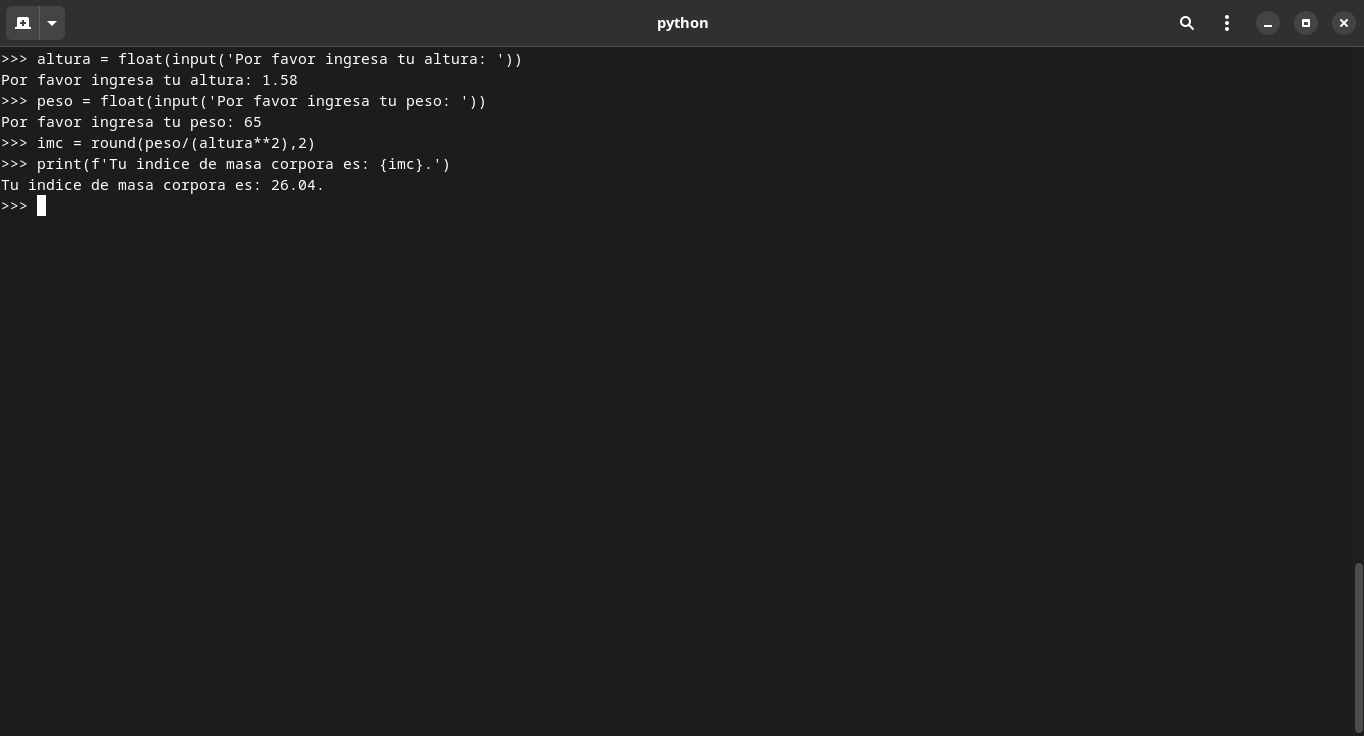 python
>>> altura = float(input('Por favor ingresa tu altura: '))
Por favor ingresa tu altura: 1.58
>>> peso = float(input('Por favor ingresa tu peso: '))
Por favor ingresa tu peso: 65
>>> imc = round(peso/(altura**2),2)
>>> print(f'Tu indice de masa corpora es: {imc}.')
Tu indice de masa corpora es: 26.04.
>>>